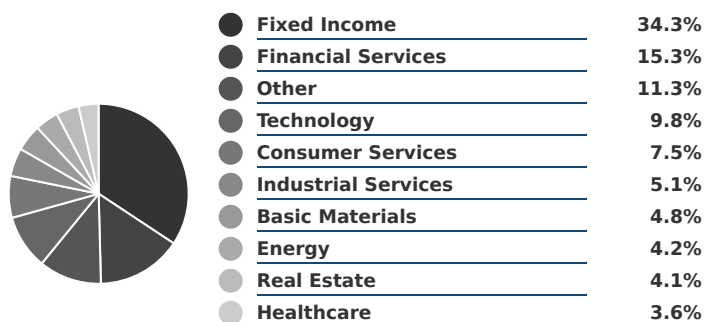 Fixed Income 34.3%
Financial Services 15.3%
Other 11.3%
Technology 9.8%
Consumer Services 7.5%
Industrial Services 5.1%
Basic Materials 4.8%
Energy 4.2%
Real Estate 4.1%
Healthcare 3.6%